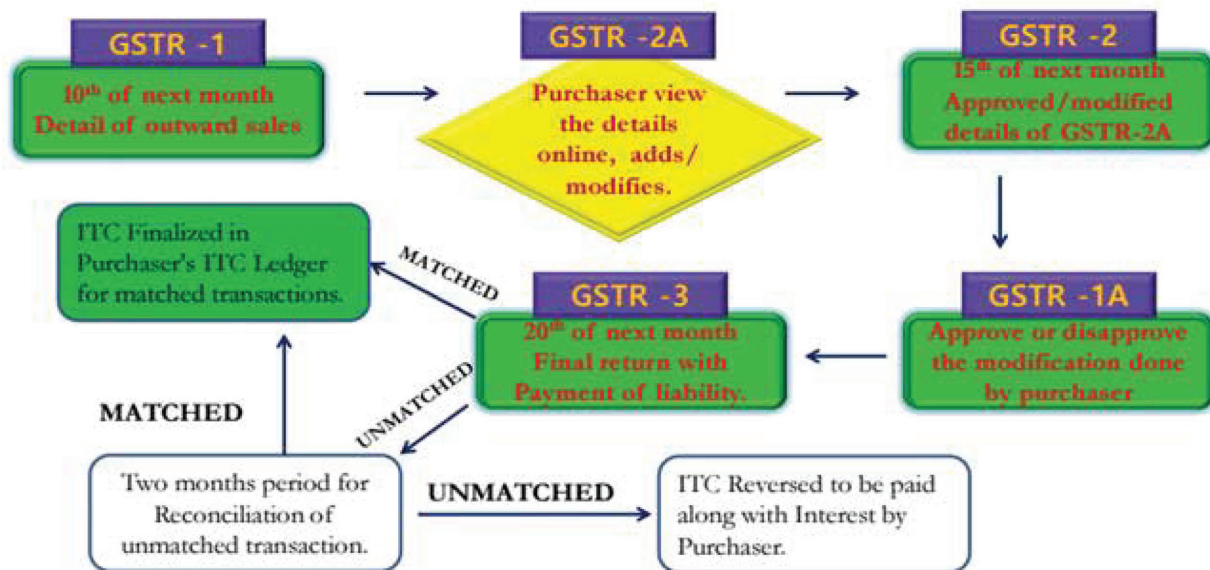 GSTR -1
10th of next month
Detail of outward sales
GSTR -2A
Purchaser view
the details
online, adds/
modifies.
GSTR -2
15th of next month
Approved/modified
details of GSTR-2A
GSTR -1A
Approve or disapprove
the modification done
by purchaser
GSTR -3
20th of next month
Final return with
Payment of liability.
MATCHED
ITC Finalized in
Purchaser's ITC Ledger
for matched transactions.
UNMATCHED
Two months period for
Reconciliation of
unmatched transaction.
MATCHED
UNMATCHED
ITC Reversed to be paid
along with Interest by
Purchaser.